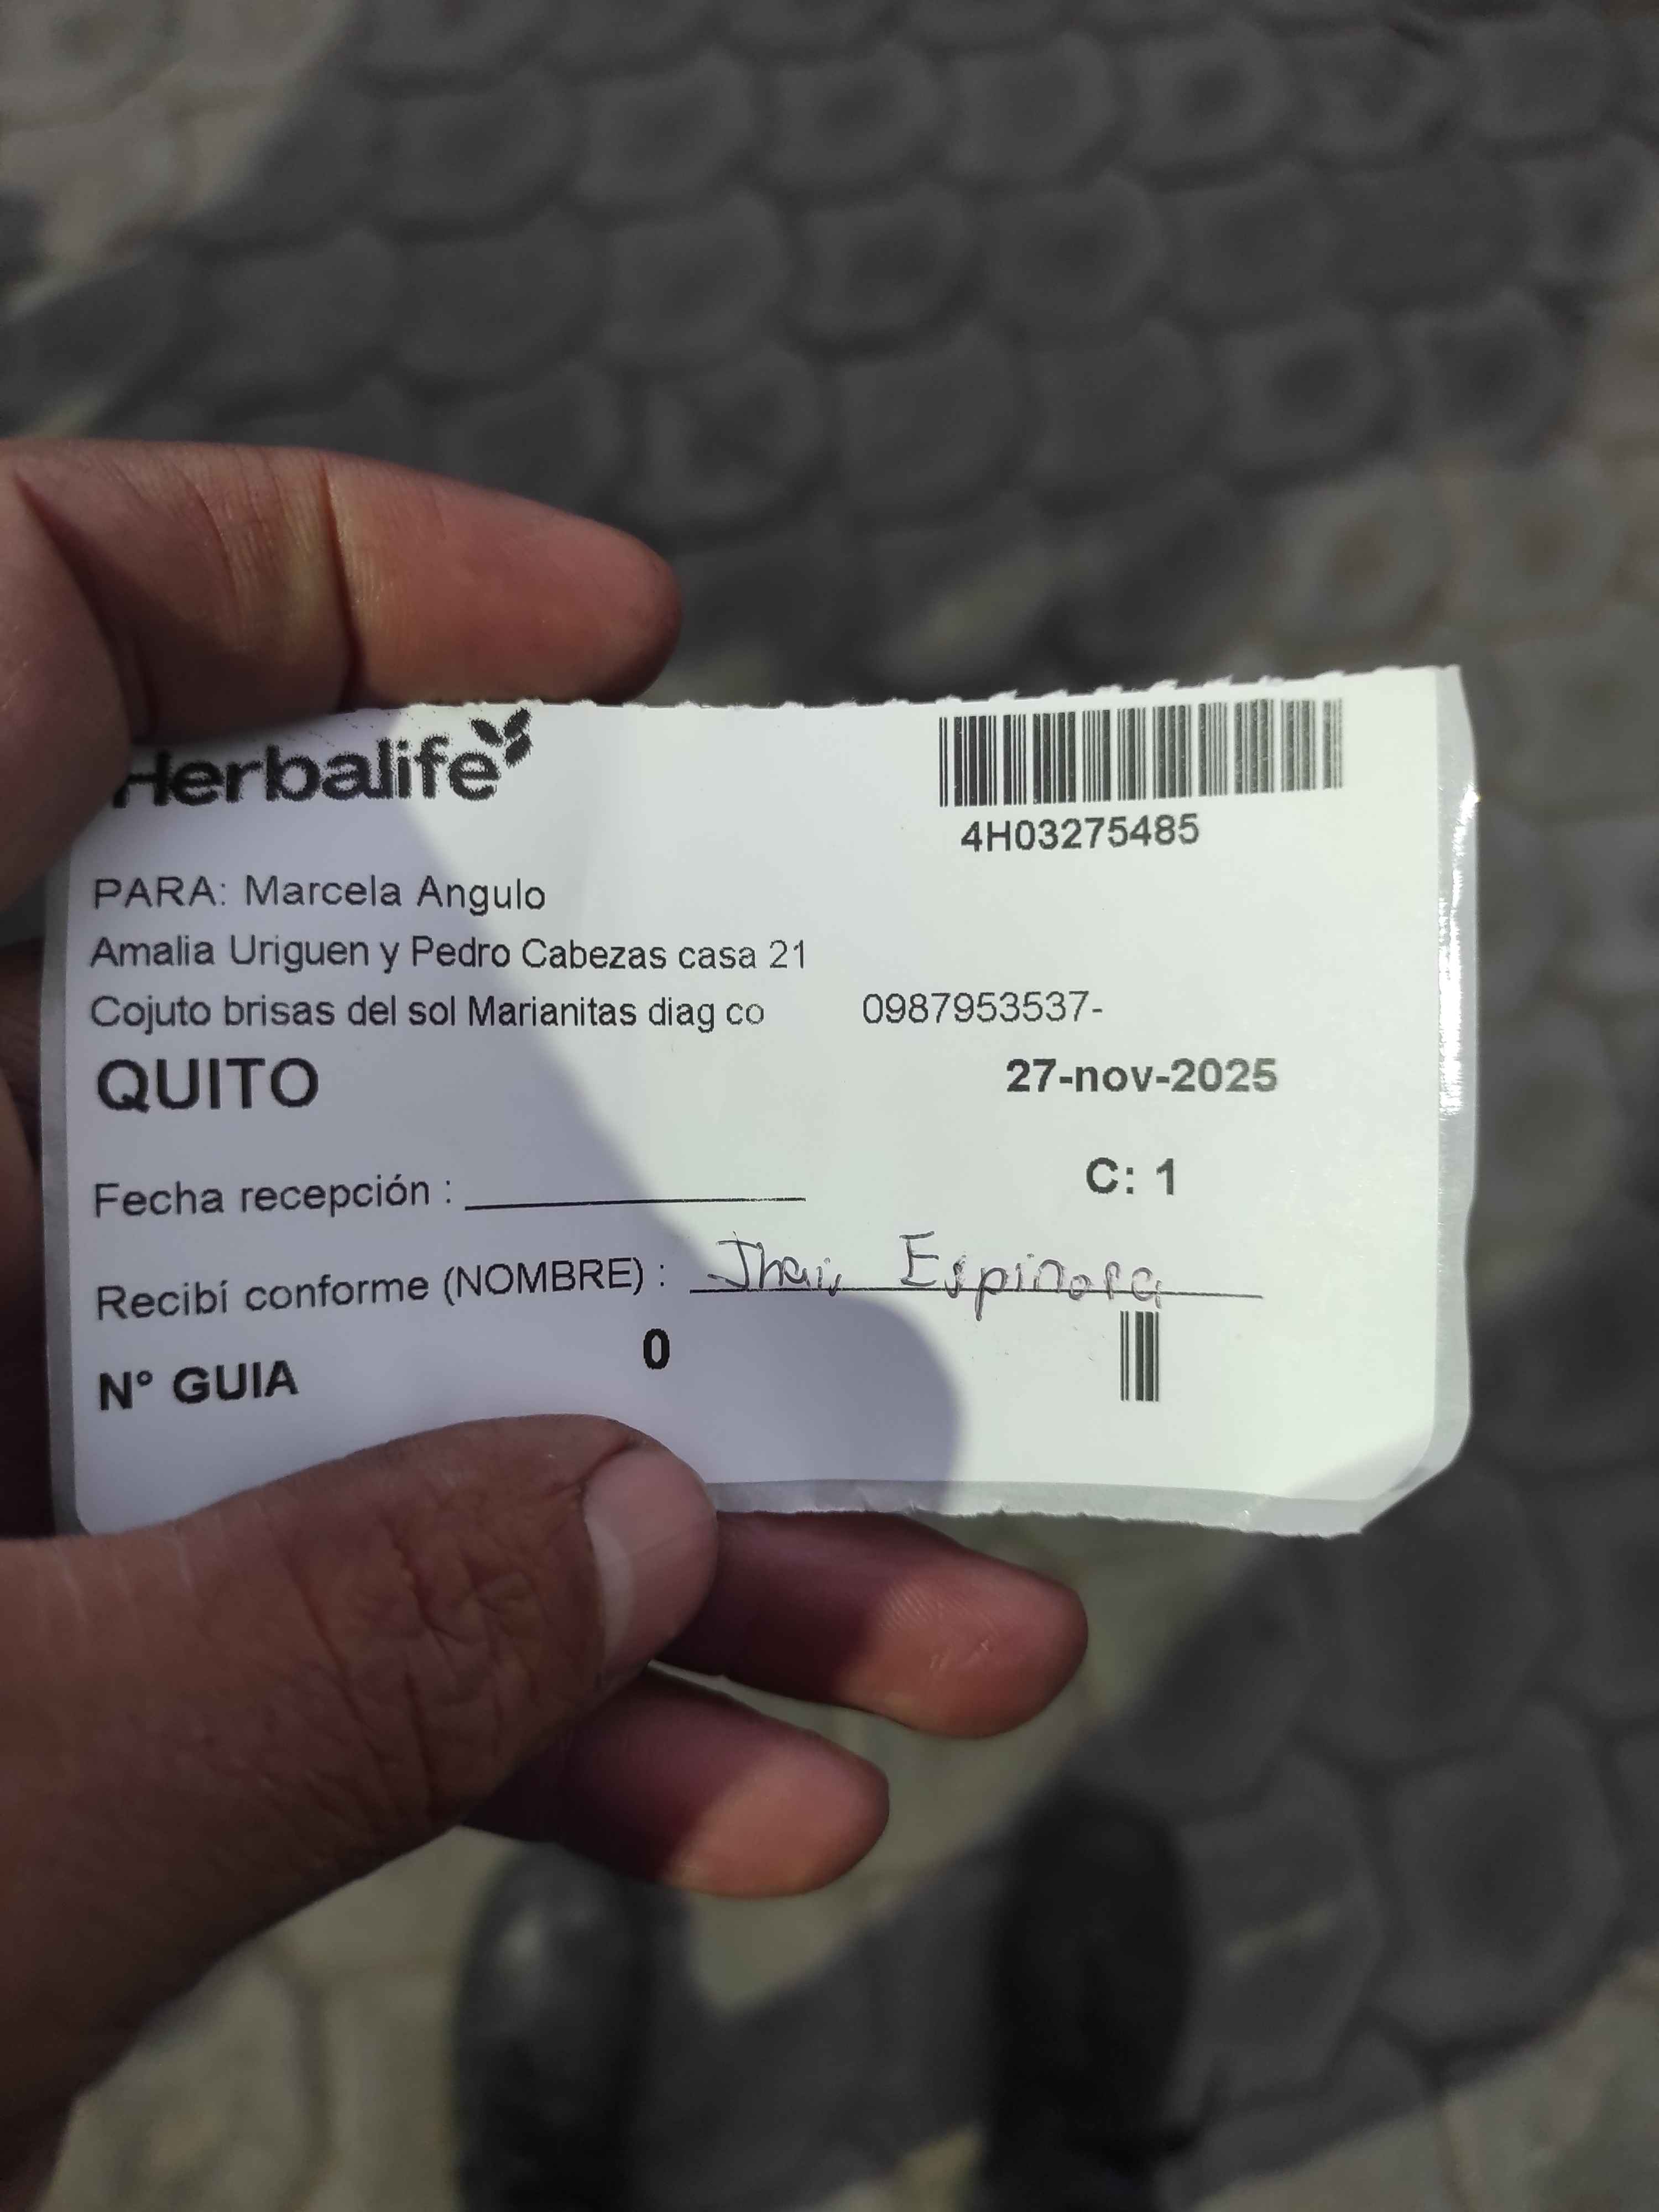 Herbalife
4H03275485
PARA: Marcela Angulo
Amalia Uriguen y Pedro Cabezas casa 21
Cojuto brisas del sol Marianitas diag co 0987953537-
QUITO 27-nov-2025
C: 1
Fecha recepción :
Recibí conforme (NOMBRE) : Espinosa
0
N° GUIA